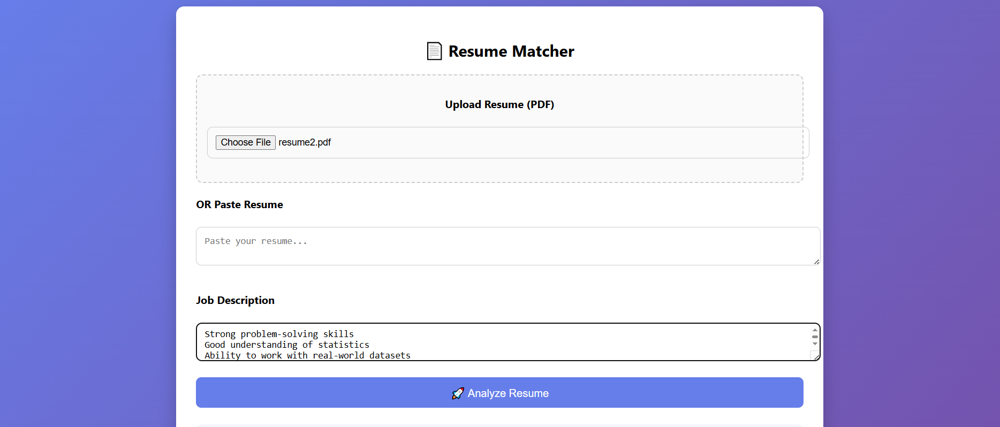 Resume Matcher
Upload Resume (PDF)
Choose File resume2.pdf
OR Paste Resume
Paste your resume...
Job Description
Strong problem-solving skills
Good understanding of statistics
Ability to work with real-world datasets
🚀 Analyze Resume